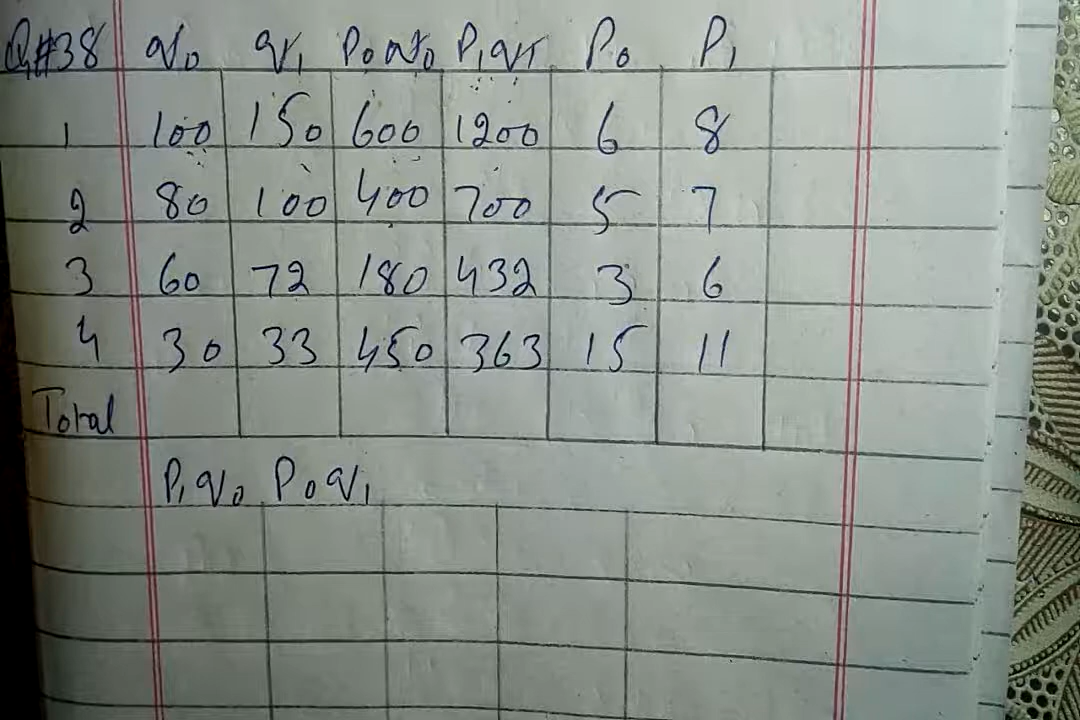 Q#38 q₀ q₁ P₀q₀ P₁q₁ P₀ P₁
1 100 150 600 1200 6 8
2 80 100 400 700 5 7
3 60 72 180 432 3 6
4 30 33 450 363 15 11
Total
P₁q₀ P₀q₁